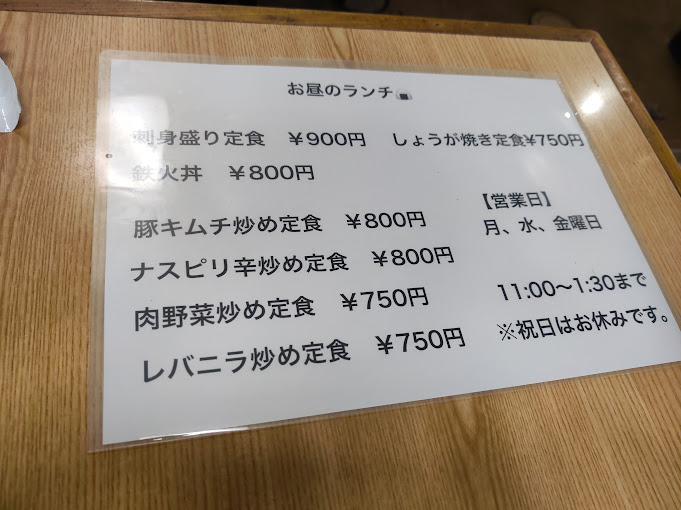 お昼のランチ🍙
刺身盛り定食　￥900円　しょうが焼き定食¥750円
鉄火丼　￥800円
豚キムチ炒め定食　￥800円
ナスピリ辛炒め定食　￥800円
肉野菜炒め定食　￥750円
レバニラ炒め定食　￥750円
【営業日】
月、水、金曜日
11:00～1:30まで
※祝日はお休みです。